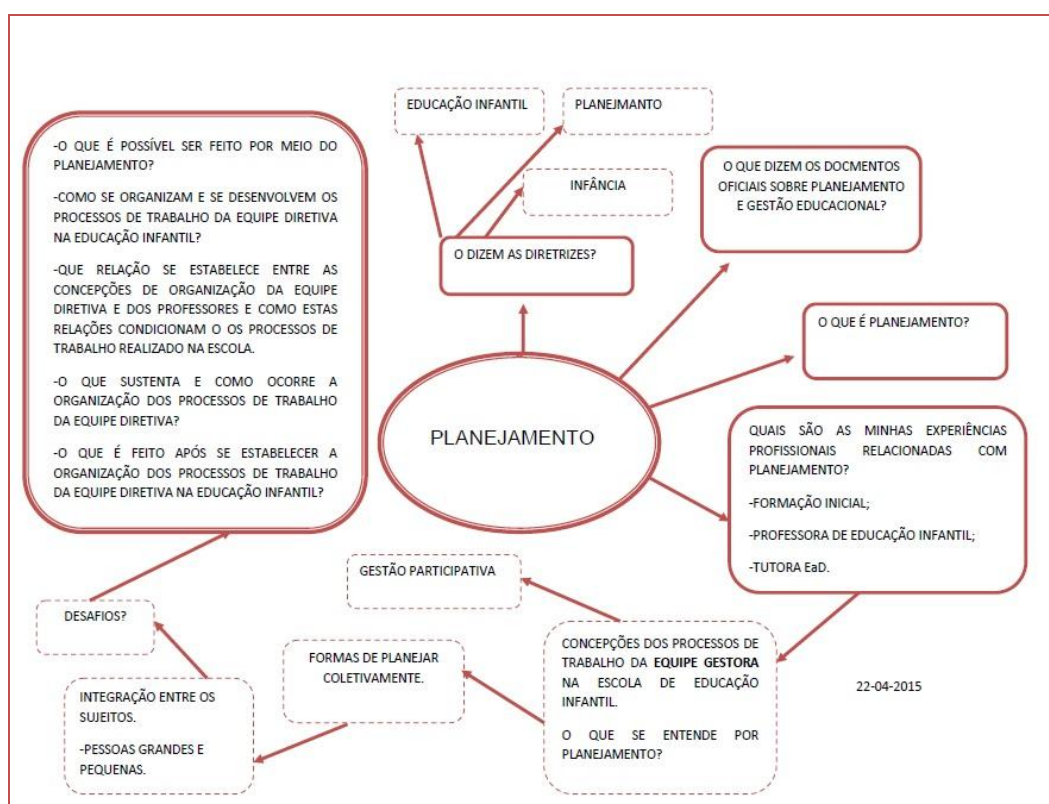 EDUCAÇÃO INFANTIL
PLANEJMANTO
INFÂNCIA
O DIZEM AS DIRETRIZES?
O QUE DIZEM OS DOCMENTOS
OFICIAIS SOBRE PLANEJAMENTO
E GESTÃO EDUCACIONAL?
-O QUE É POSSÍVEL SER FEITO POR MEIO DO
PLANEJAMENTO?
-COMO SE ORGANIZAM E SE DESENVOLVEM OS
PROCESSOS DE TRABALHO DA EQUIPE DIRETIVA
NA EDUCAÇÃO INFANTIL?
-QUE RELAÇÃO SE ESTABELECE ENTRE AS
CONCEPÇÕES DE ORGANIZAÇÃO DA EQUIPE
DIRETIVA E DOS PROFESSORES E COMO ESTAS
RELAÇÕES CONDICIONAM O OS PROCESSOS DE
TRABALHO REALIZADO NA ESCOLA.
-O QUE SUSTENTA E COMO OCORRE A
ORGANIZAÇÃO DOS PROCESSOS DE TRABALHO
DA EQUIPE DIRETIVA?
-O QUE É FEITO APÓS SE ESTABELECER A
ORGANIZAÇÃO DOS PROCESSOS DE TRABALHO
DA EQUIPE DIRETIVA NA EDUCAÇÃO INFANTIL?
O QUE É PLANEJAMENTO?
PLANEJAMENTO
QUAIS SÃO AS MINHAS EXPERIÊNCIAS
PROFISSIONAIS RELACIONADAS COM
PLANEJAMENTO?
-FORMAÇÃO INICIAL;
-PROFESSORA DE EDUCAÇÃO INFANTIL;
-TUTORA EaD.
GESTÃO PARTICIPATIVA
DESAFIOS?
FORMAS DE PLANEJAR
COLETIVAMENTE.
CONCEPÇÕES DOS PROCESSOS DE
TRABALHO DA EQUIPE GESTORA
NA ESCOLA DE EDUCAÇÃO
INFANTIL.
O QUE SE ENTENDE POR
PLANEJAMENTO?
22-04-2015
INTEGRAÇÃO ENTRE OS
SUJEITOS.
-PESSOAS GRANDES E
PEQUENAS.